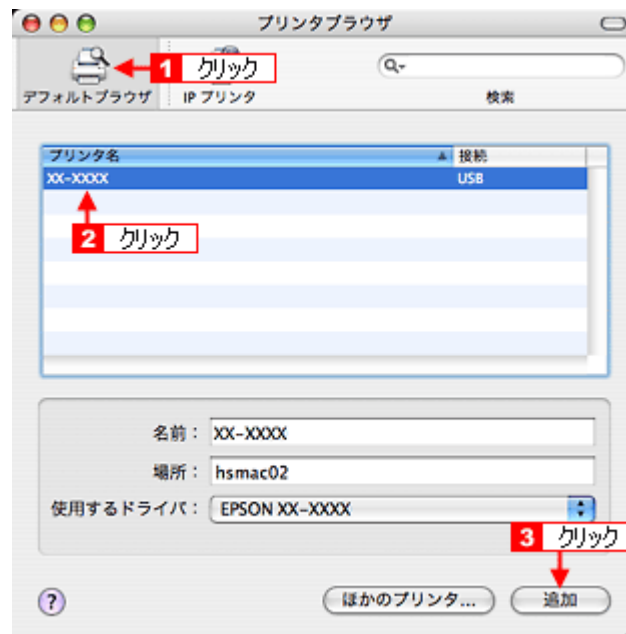 プリンタブラウザ
1 クリック
デフォルトブラウザ
IP プリンタ
検索
プリンタ名
接続
XX-XXXX
USB
2 クリック
名前： XX-XXXX
場所： hsmac02
使用するドライバ： EPSON XX-XXXX
3 クリック
?
ほかのプリンタ...
追加